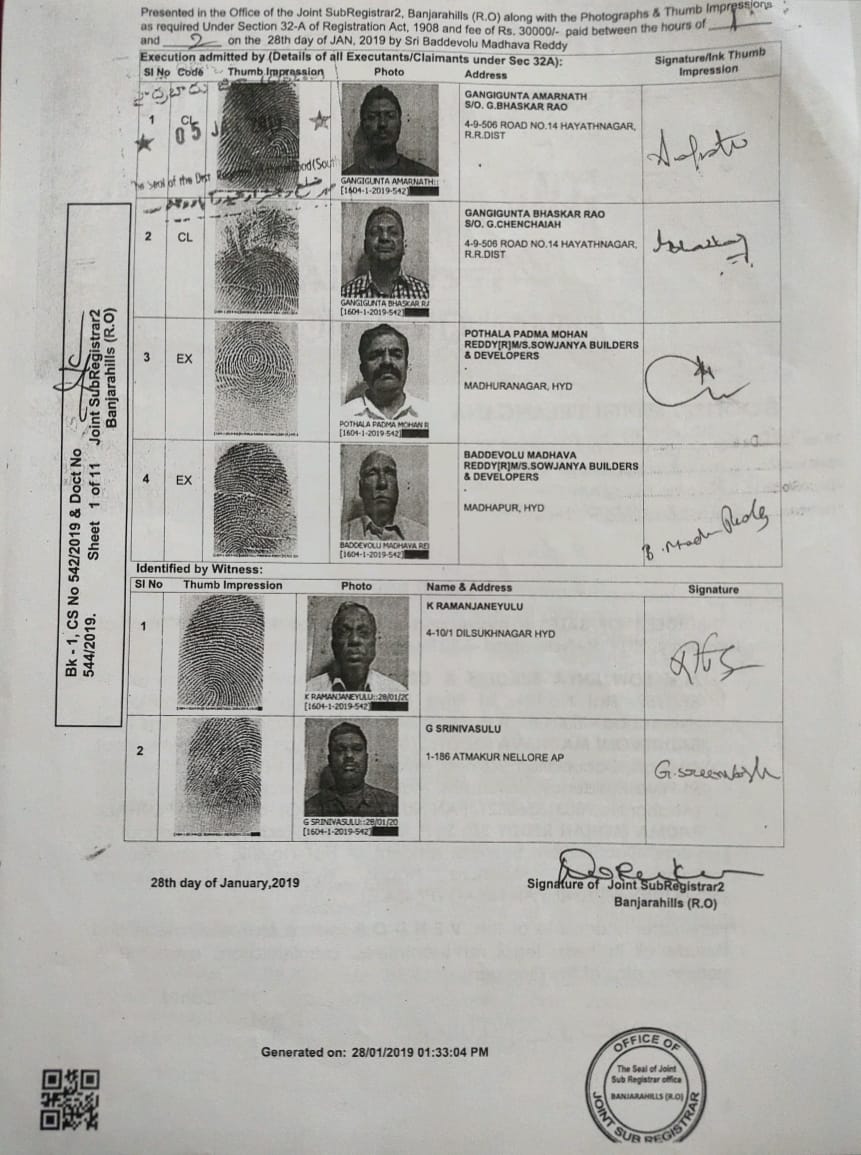 Presented in the Office of the Joint SubRegistrar2, Banjarahills (R.O) along with the Photographs & Thumb Impressions
as required Under Section 32-A of Registration Act, 1908 and fee of Rs. 30000/- paid between the hours of 1
and 2 on the 28th day of JAN, 2019 by Sri Baddevolu Madhava Reddy
Execution admitted by (Details of all Executants/Claimants under Sec 32A):
Signature/Ink Thumb
Impression
Sl No Code Thumb Impression Photo Address
1 CL
05
The Seal of the Dist
GANGIGUNTA AMARNATH::
[1604-1-2019-542]
GANGIGUNTA AMARNATH
S/O. G.BHASKAR RAO
4-9-506 ROAD NO.14 HAYATHNAGAR,
R.R.DIST
2 CL
GANGIGUNTA BHASKAR RA
[1604-1-2019-542]
GANGIGUNTA BHASKAR RAO
S/O. G.CHENCHAIAH
4-9-506 ROAD NO.14 HAYATHNAGAR,
R.R.DIST
3 EX
POTHALA PADMA MOHAN R
[1604-1-2019-542]
POTHALA PADMA MOHAN
REDDY[R]M/S.SOWJANYA BUILDERS
& DEVELOPERS
MADHURANAGAR, HYD
4 EX
BADDEVOLU MADHAVA REI
[1604-1-2019-542]
BADDEVOLU MADHAVA
REDDY[R]M/S.SOWJANYA BUILDERS
& DEVELOPERS
MADHAPUR, HYD
Identified by Witness:
Sl No Thumb Impression Photo Name & Address Signature
1
K RAMANJANEYULU::28/01/20
[1604-1-2019-542]
K RAMANJANEYULU
4-10/1 DILSUKHNAGAR HYD
2
G SRINIVASULU::28/01/20
[1604-1-2019-542]
G SRINIVASULU
1-186 ATMAKUR NELLORE AP
28th day of January,2019
Signature of Joint SubRegistrar2
Banjarahills (R.O)
Bk - 1, CS No 542/2019 & Doct No
544/2019. Sheet 1 of 11 Joint SubRegistrar2
Banjarahills (R.O)
Generated on: 28/01/2019 01:33:04 PM
OFFICE OF
The Seal of Joint
Sub Registrar office
BANJARAHILLS (R.O)
JOINT SUB REGISTRAR